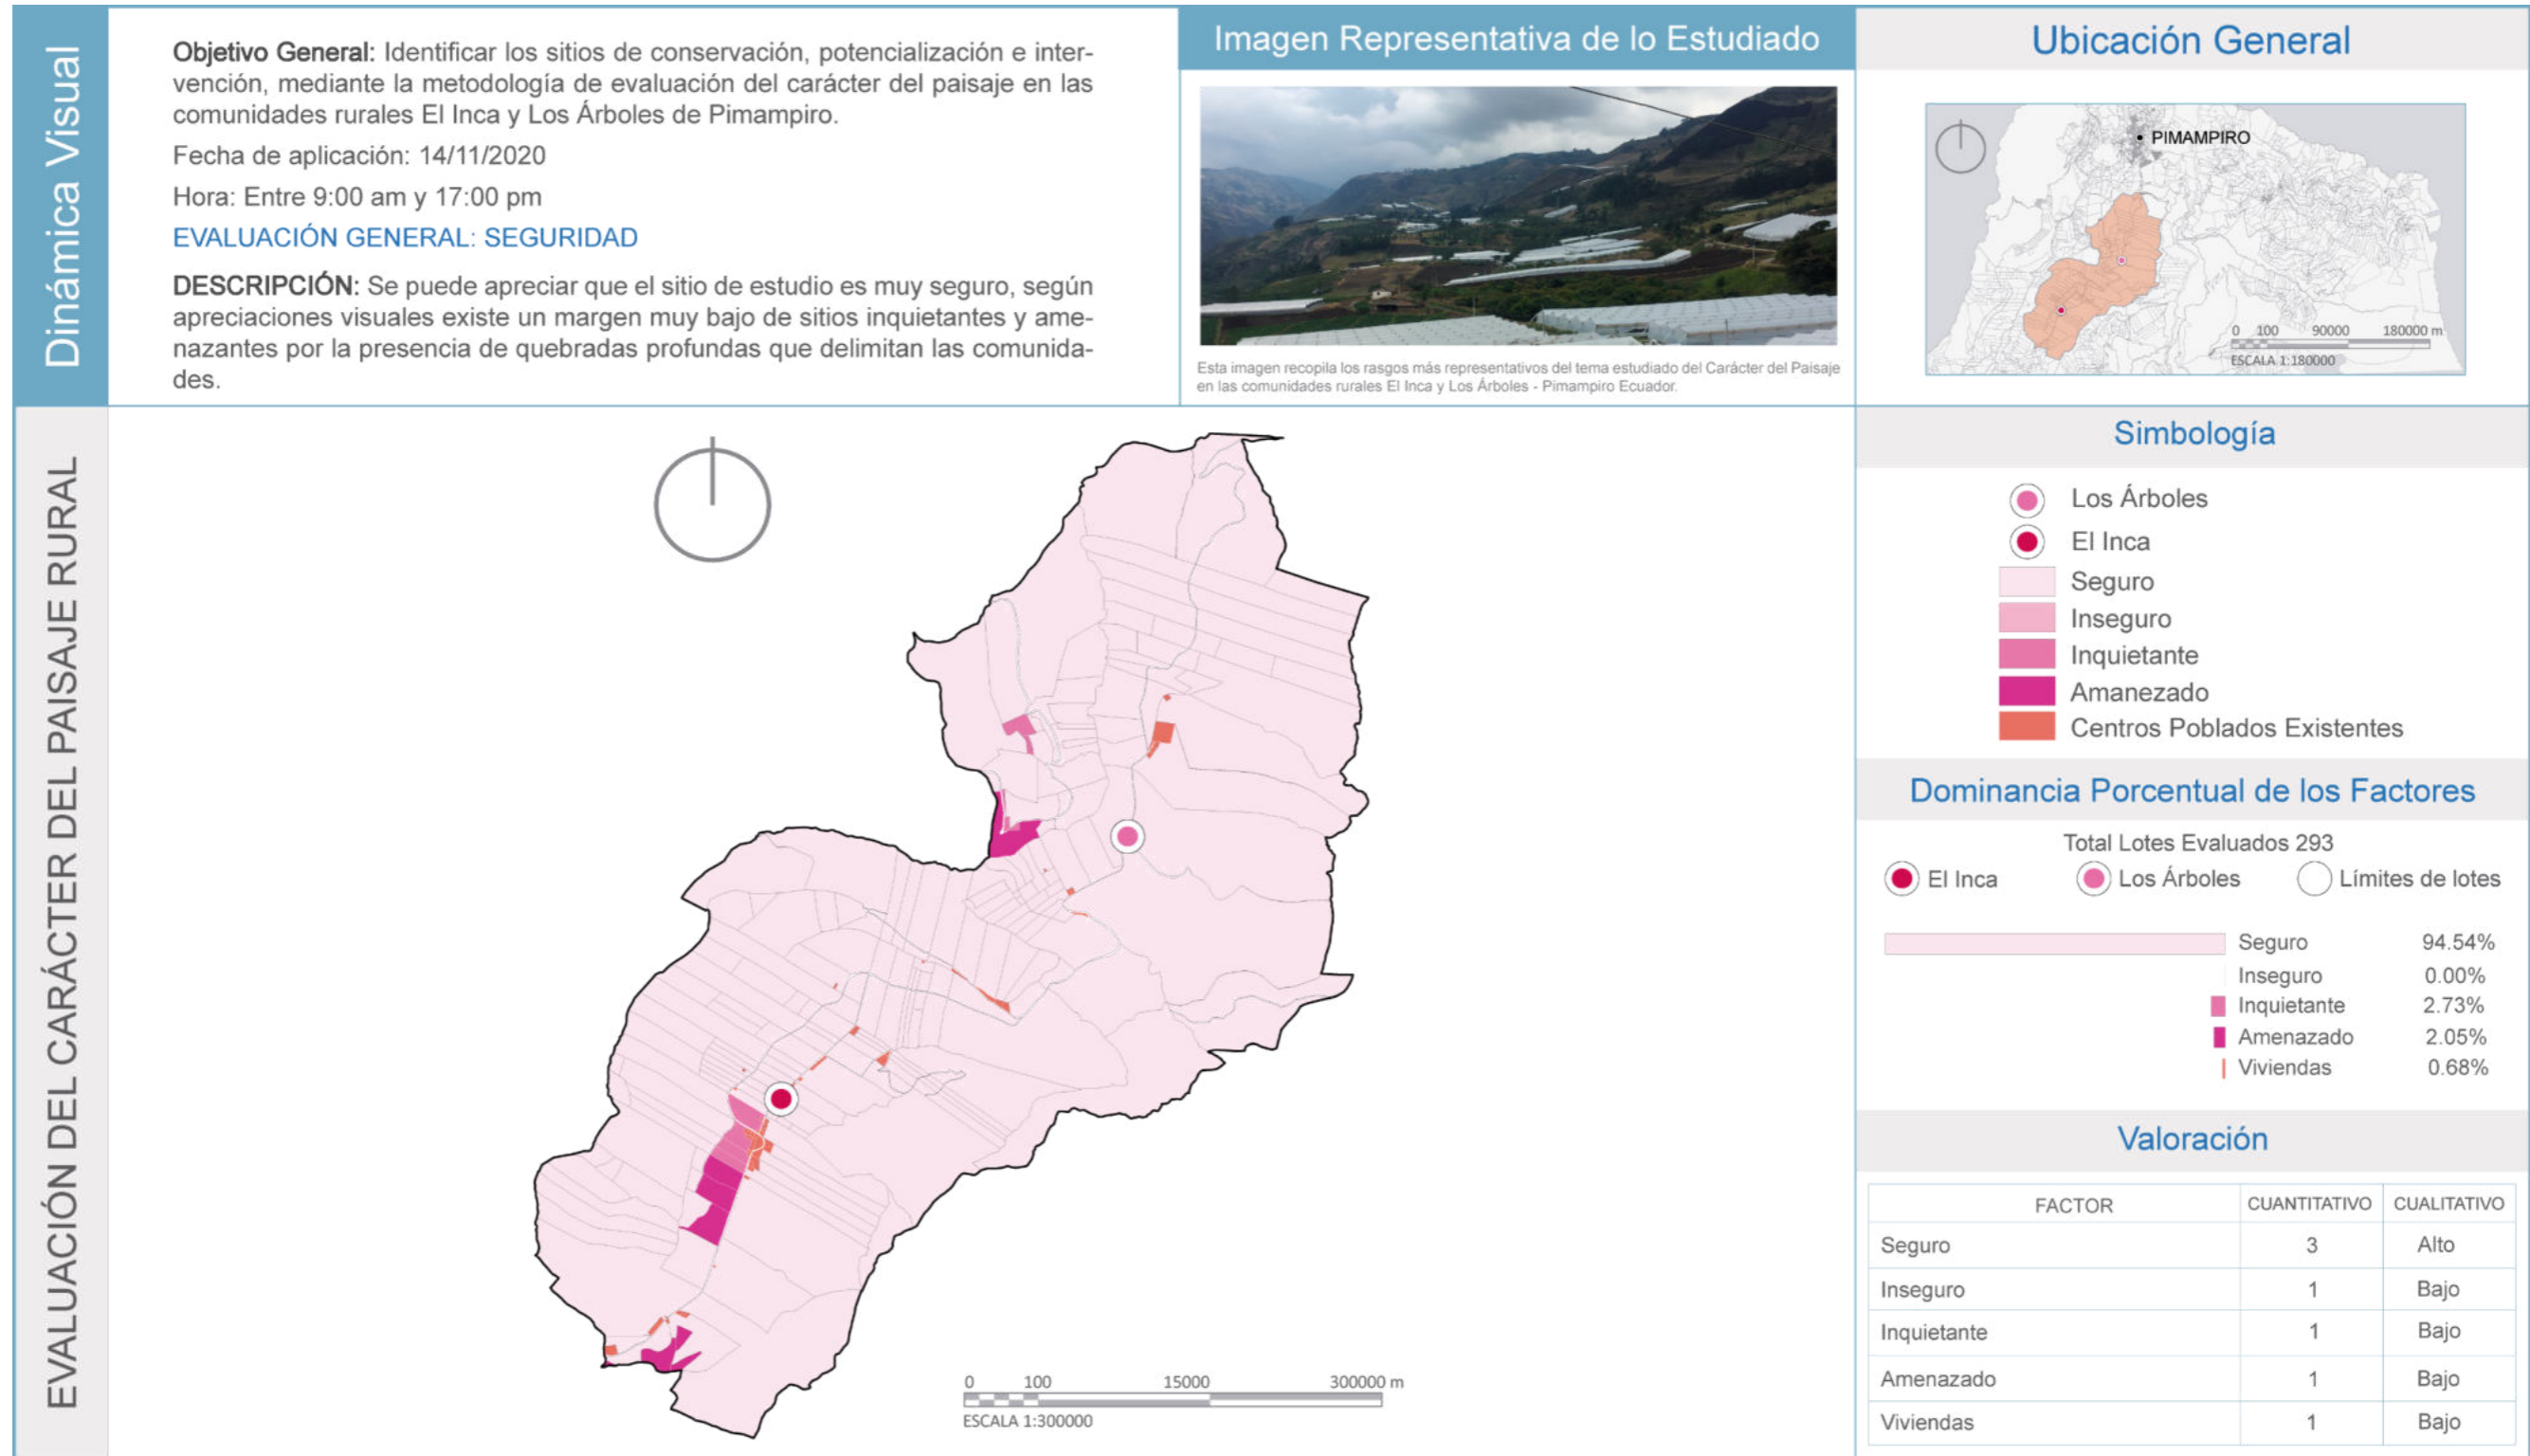 Dinámica Visual
Objetivo General: Identificar los sitios de conservación, potencialización e inter-
vención, mediante la metodología de evaluación del carácter del paisaje en las
comunidades rurales El Inca y Los Árboles de Pimampiro.
Fecha de aplicación: 14/11/2020
Hora: Entre 9:00 am y 17:00 pm
EVALUACIÓN GENERAL: SEGURIDAD
DESCRIPCIÓN: Se puede apreciar que el sitio de estudio es muy seguro, según
apreciaciones visuales existe un margen muy bajo de sitios inquietantes y ame-
nazantes por la presencia de quebradas profundas que delimitan las comunida-
des.
Imagen Representativa de lo Estudiado
Esta imagen recopila los rasgos más representativos del tema estudiado del Carácter del Paisaje
en las comunidades rurales El Inca y Los Árboles - Pimampiro Ecuador.
Ubicación General
PIMAMPIRO
0 100 90000 180000 m
ESCALA 1:180000
EVALUACIÓN DEL CARÁCTER DEL PAISAJE RURAL
0 100 15000 300000 m
ESCALA 1:300000
Simbología
Los Árboles
El Inca
Seguro
Inseguro
Inquietante
Amanezado
Centros Poblados Existentes
Dominancia Porcentual de los Factores
Total Lotes Evaluados 293
El Inca Los Árboles Límites de lotes
Seguro 94.54%
Inseguro 0.00%
Inquietante 2.73%
Amenazado 2.05%
Viviendas 0.68%
Valoración
FACTOR CUANTITATIVO CUALITATIVO
Seguro 3 Alto
Inseguro 1 Bajo
Inquietante 1 Bajo
Amenazado 1 Bajo
Viviendas 1 Bajo